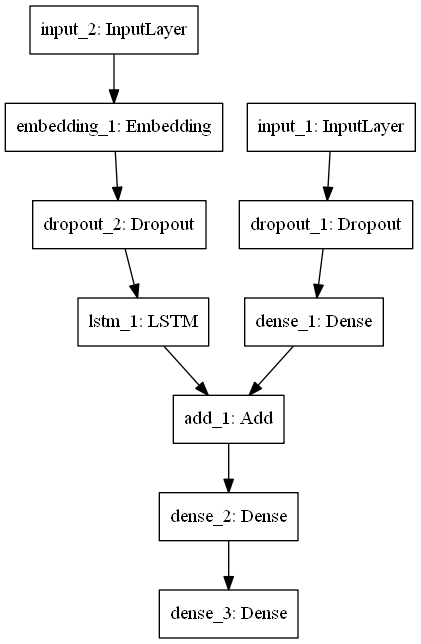 input_2: InputLayer
embedding_1: Embedding
input_1: InputLayer
dropout_2: Dropout
dropout_1: Dropout
lstm_1: LSTM
dense_1: Dense
add_1: Add
dense_2: Dense
dense_3: Dense